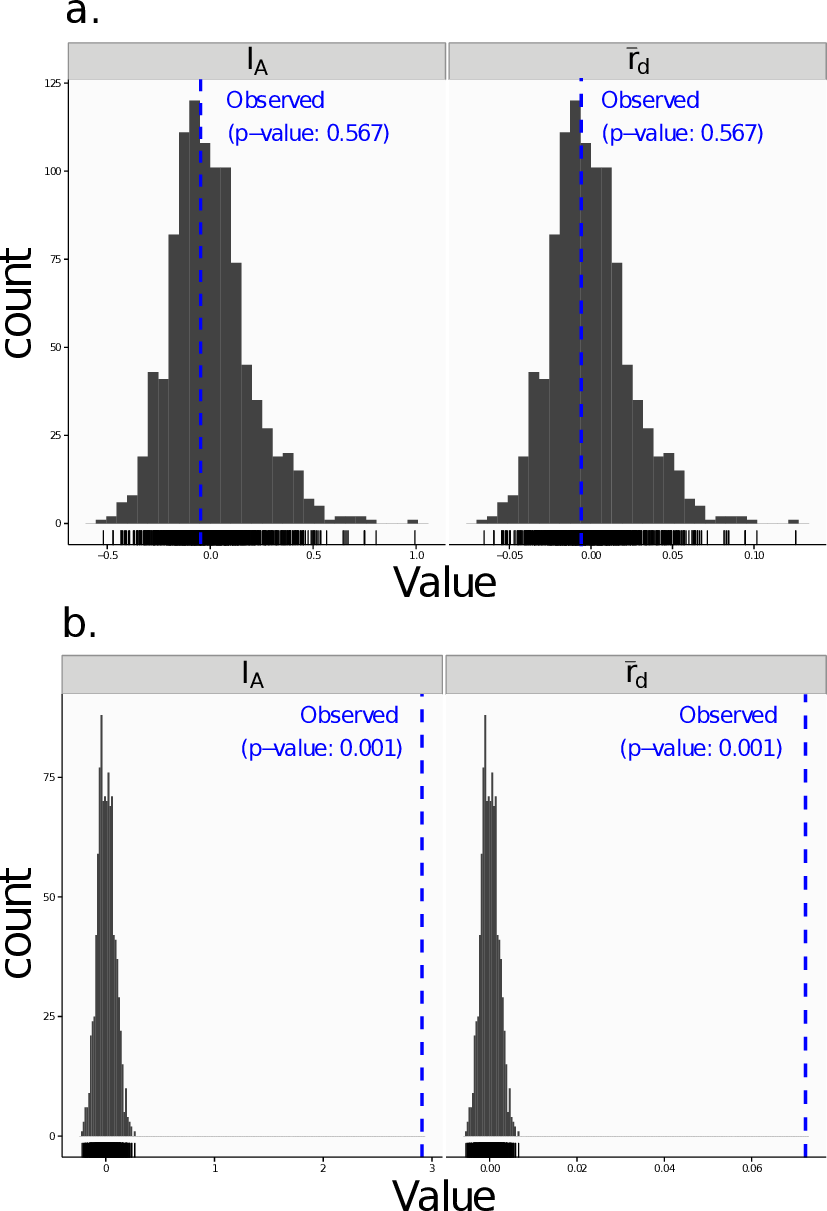 a.
I_A
r̄_d
Observed
(p−value: 0.567)
Observed
(p−value: 0.567)
125
100
75
50
25
0
count
−0.5
0.0
0.5
1.0
−0.05
0.00
0.05
0.10
Value
b.
I_A
r̄_d
Observed
(p−value: 0.001)
Observed
(p−value: 0.001)
75
50
25
0
count
0
1
2
3
0.00
0.02
0.04
0.06
Value